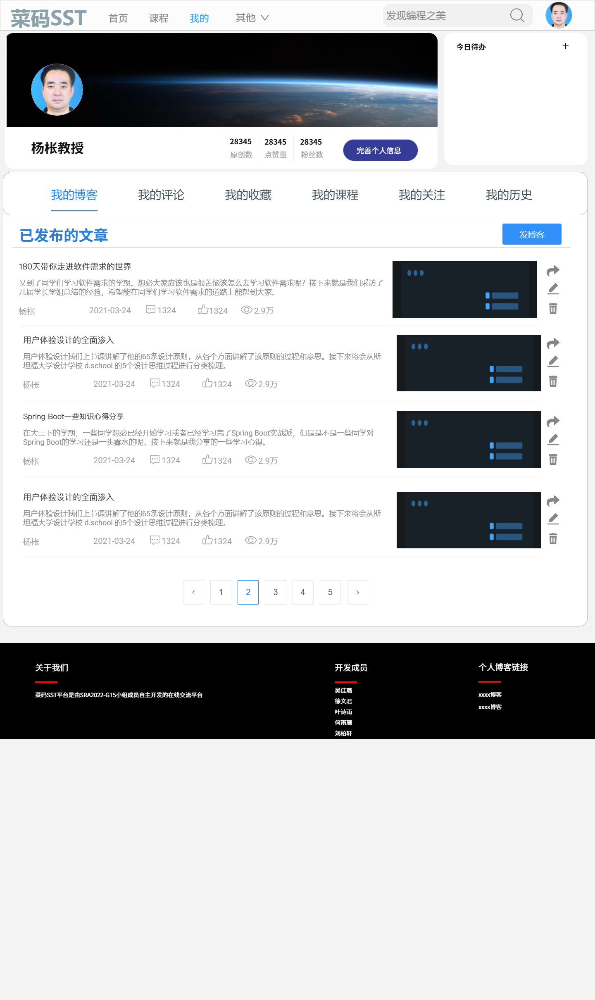 菜码SST 首页 课程 我的 其他 发现编程之美
今日待办
杨枨教授
28345 28345 28345
原创数 点赞量 粉丝数
完善个人信息
我的博客 我的评论 我的收藏 我的课程 我的关注 我的历史
已发布的文章 发博客
180天带你走进软件需求的世界
又到了同学们学习软件需求的学期。想必大家应该也是很苦恼该怎么去学习软件需求呢？接下来就是我们采访了
几届学长学姐总结的经验，希望能在同学们学习软件需求的道路上能帮到大家。
杨枨 2021-03-24 1324 1324 2.9万
用户体验设计的全面渗入
用户体验设计我们上节课讲解了他的65条设计原则，从各个方面讲解了该原则的过程和意思。接下来将会从斯
坦福大学设计学校 d.school 的5个设计思维过程进行分类梳理。
杨枨 2021-03-24 1324 1324 2.9万
Spring Boot一些知识心得分享
在大三下的学期，一些同学想必已经开始学习或者已经学习完了Spring Boot实战派，但是是不是一些同学对
Spring Boot的学习还是一头雾水的呢，接下来就是我分享的一些学习心得。
杨枨 2021-03-24 1324 1324 2.9万
用户体验设计的全面渗入
用户体验设计我们上节课讲解了他的65条设计原则，从各个方面讲解了该原则的过程和意思。接下来将会从斯
坦福大学设计学校 d.school 的5个设计思维过程进行分类梳理。
杨枨 2021-03-24 1324 1324 2.9万
1 2 3 4 5
关于我们
菜码SST平台是由SRA2022-G15小组成员自主开发的在线交流平台
开发成员
吴佳璐
徐文君
叶诗雨
何雨珊
刘柏轩
个人博客链接
xxxx博客
xxxx博客